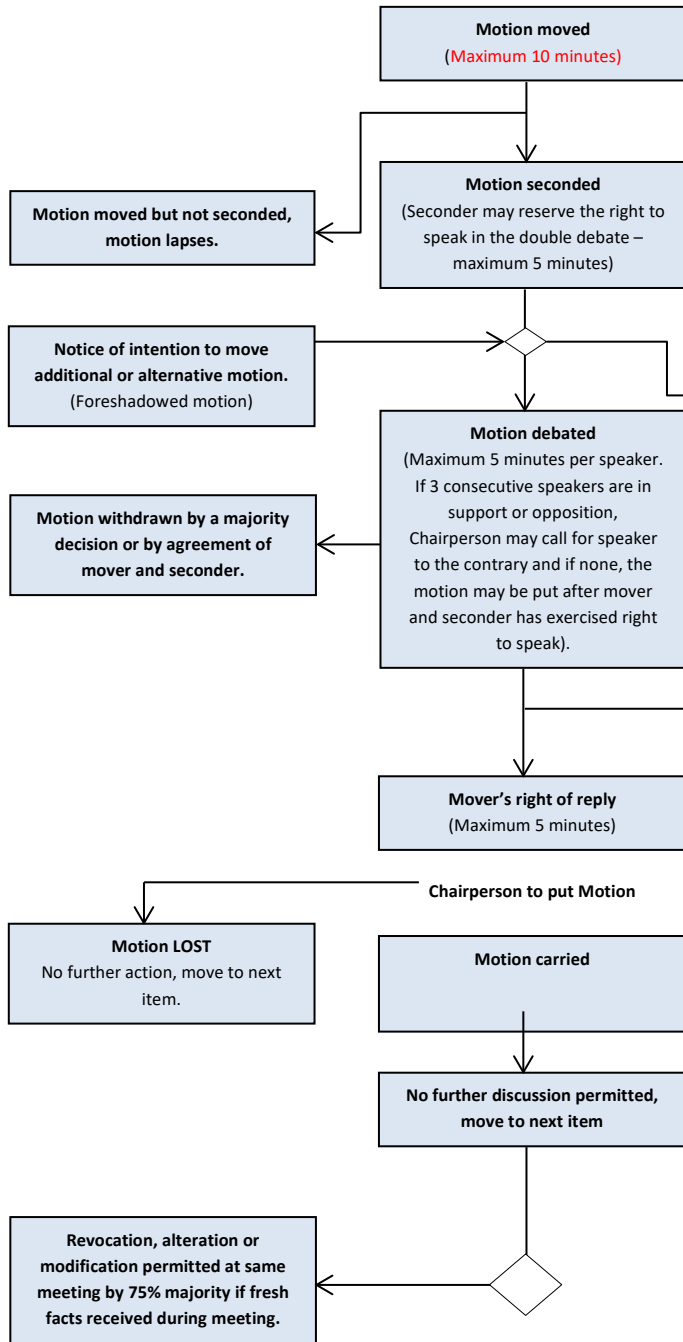 Motion moved
(Maximum 10 minutes)
Motion seconded
(Seconder may reserve the right to
speak in the double debate –
maximum 5 minutes)
Motion moved but not seconded,
motion lapses.
Notice of intention to move
additional or alternative motion.
(Foreshadowed motion)
Motion debated
(Maximum 5 minutes per speaker.
If 3 consecutive speakers are in
support or opposition,
Chairperson may call for speaker
to the contrary and if none, the
motion may be put after mover
and seconder has exercised right
to speak).
Motion withdrawn by a majority
decision or by agreement of
mover and seconder.
Mover’s right of reply
(Maximum 5 minutes)
Chairperson to put Motion
Motion LOST
No further action, move to next
item.
Motion carried
No further discussion permitted,
move to next item
Revocation, alteration or
modification permitted at same
meeting by 75% majority if fresh
facts received during meeting.